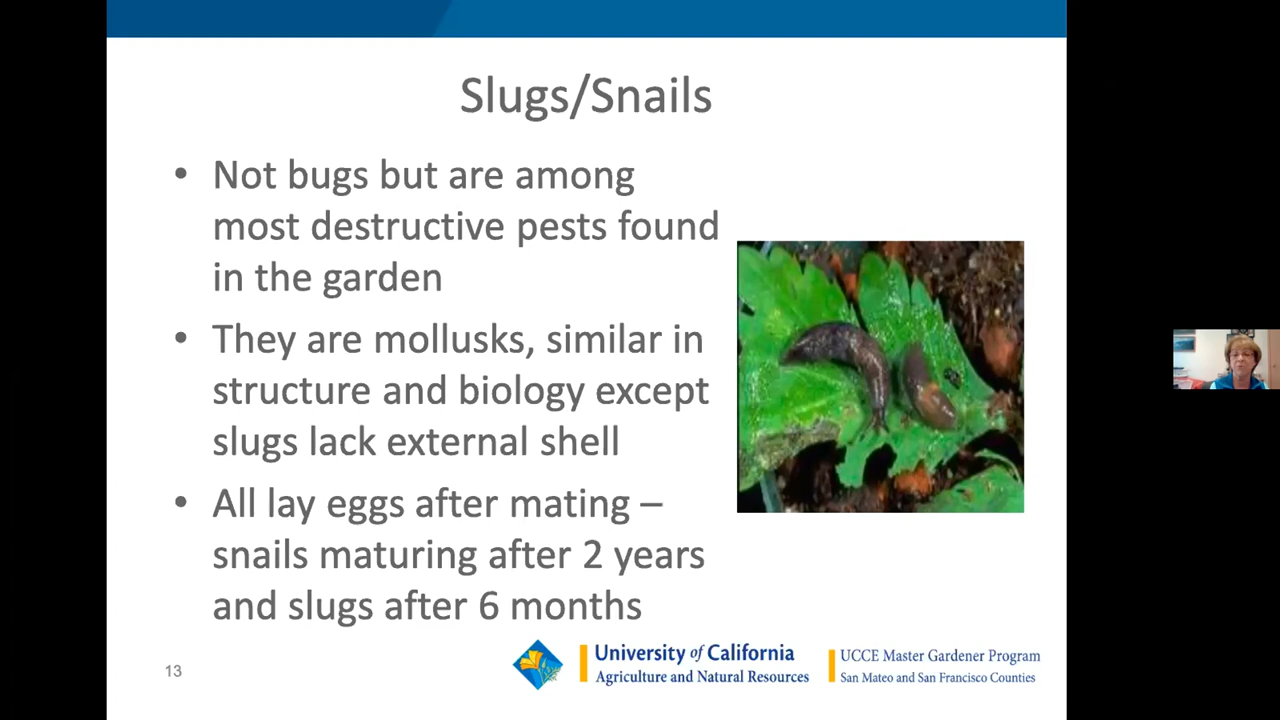 Slugs/Snails
• Not bugs but are among
most destructive pests found
in the garden
• They are mollusks, similar in
structure and biology except
slugs lack external shell
• All lay eggs after mating –
snails maturing after 2 years
and slugs after 6 months
13
University of California
Agriculture and Natural Resources
UCCE Master Gardener Program
San Mateo and San Francisco Counties